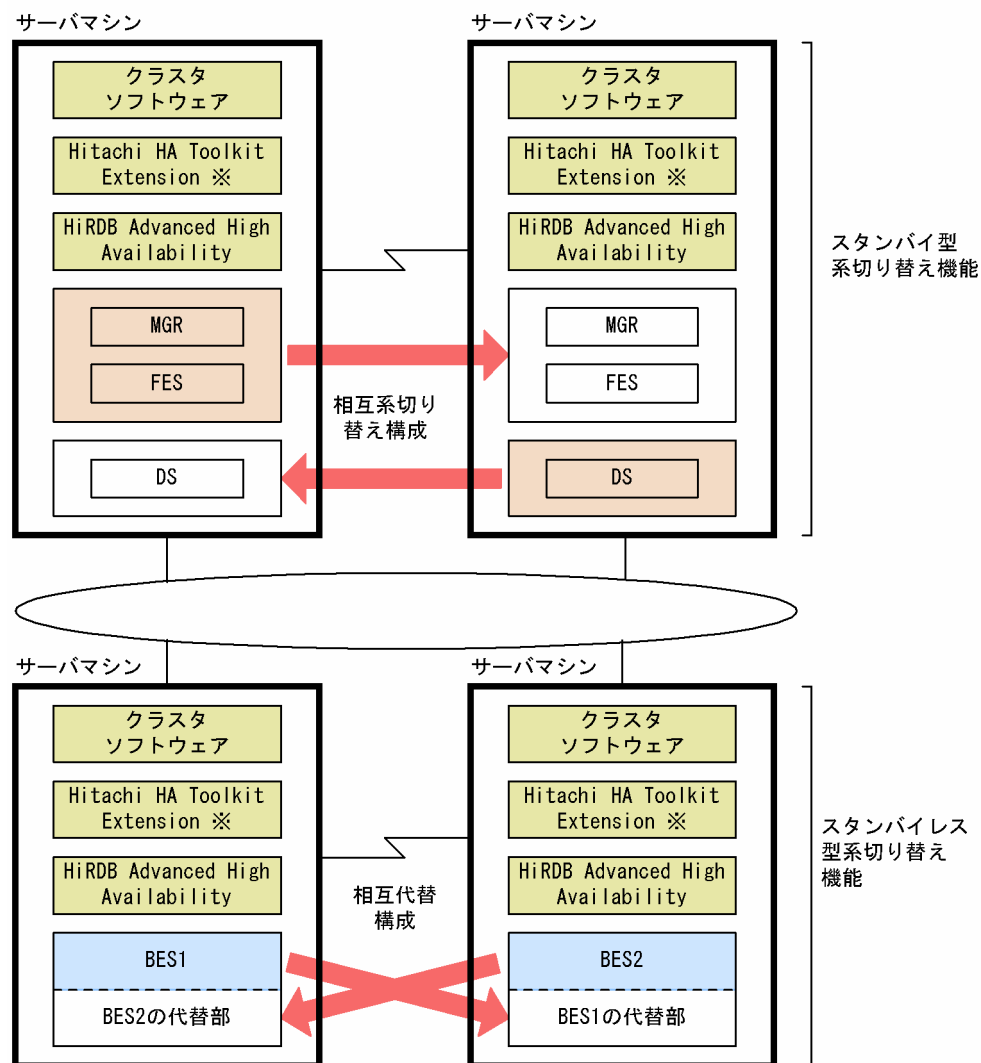 サーバマシン
サーバマシン
クラスタ
ソフトウェア
Hitachi HA Toolkit
Extension ※
HiRDB Advanced High
Availability
MGR
FES
DS
クラスタ
ソフトウェア
Hitachi HA Toolkit
Extension ※
HiRDB Advanced High
Availability
MGR
FES
DS
相互系切り
替え構成
スタンバイ型
系切り替え機能
サーバマシン
サーバマシン
クラスタ
ソフトウェア
Hitachi HA Toolkit
Extension ※
HiRDB Advanced High
Availability
BES1
BES2の代替部
クラスタ
ソフトウェア
Hitachi HA Toolkit
Extension ※
HiRDB Advanced High
Availability
BES2
BES1の代替部
相互代替
構成
スタンバイレス
型系切り替え
機能